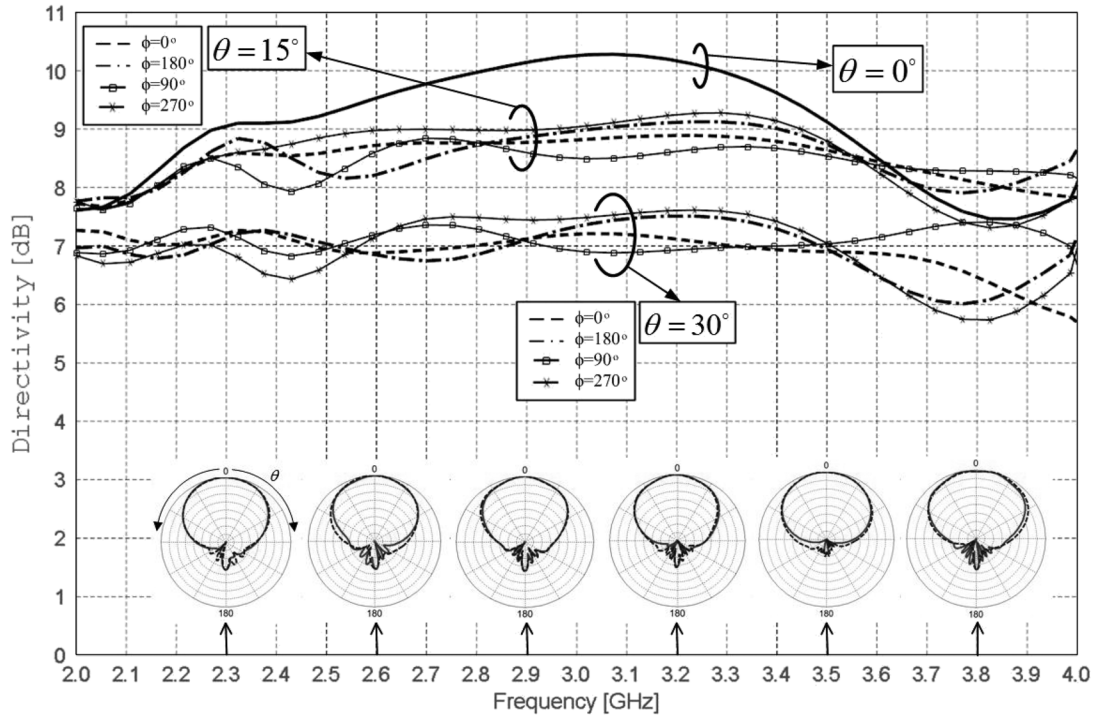 11
10
9
8
7
6
5
4
3
2
1
0
Directivity [dB]
ϕ=0°
ϕ=180°
ϕ=90°
ϕ=270°
θ = 15°
θ = 0°
θ = 30°
ϕ=0°
ϕ=180°
ϕ=90°
ϕ=270°
0 θ 0 0 0 0 0
180 180 180 180 180 180
2.0 2.1 2.2 2.3 2.4 2.5 2.6 2.7 2.8 2.9 3.0 3.1 3.2 3.3 3.4 3.5 3.6 3.7 3.8 3.9 4.0
Frequency [GHz]